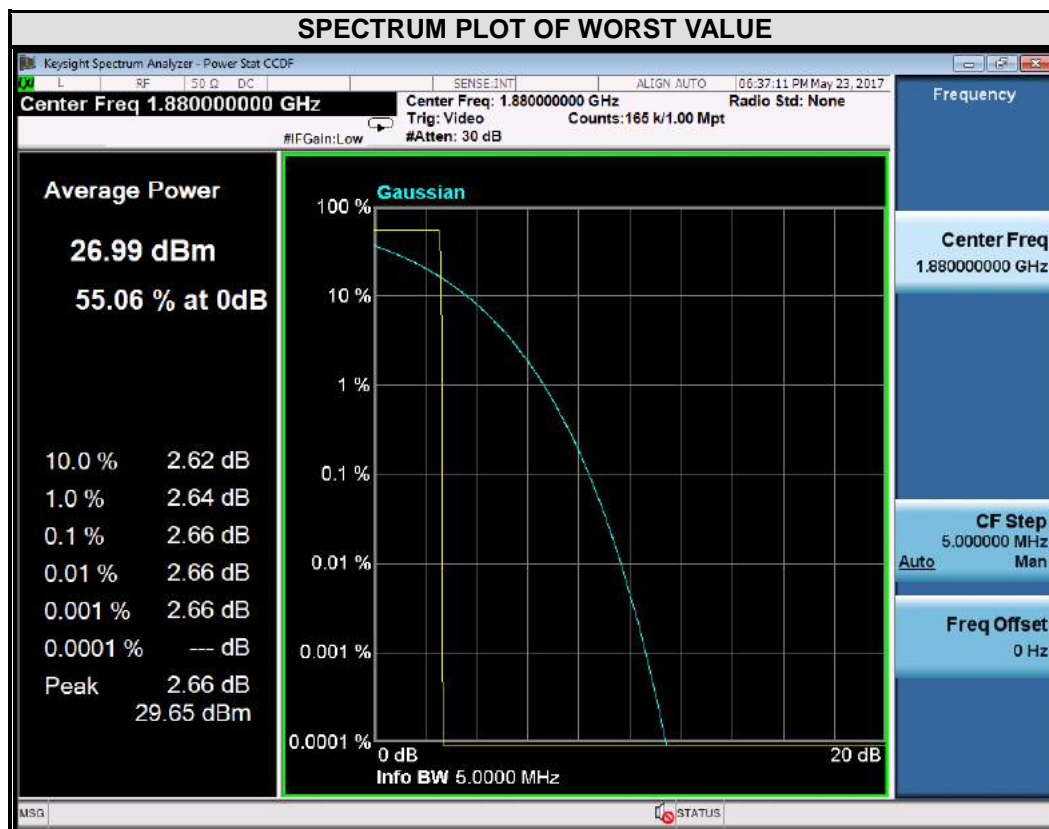 SPECTRUM PLOT OF WORST VALUE
Keysight Spectrum Analyzer - Power Stat CCDF
L RF 50 Ω DC SENSE:INT ALIGN AUTO 06:37:11 PM May 23, 2017
Center Freq 1.880000000 GHz
Center Freq: 1.880000000 GHz Radio Std: None
Trig: Video Counts:165 k/1.00 Mpt
#IFGain:Low #Atten: 30 dB
Frequency
Average Power
26.99 dBm
55.06 % at 0dB
10.0 % 2.62 dB
1.0 % 2.64 dB
0.1 % 2.66 dB
0.01 % 2.66 dB
0.001 % 2.66 dB
0.0001 % --- dB
Peak 2.66 dB
29.65 dBm
Gaussian
100 %
10 %
1 %
0.1 %
0.01 %
0.001 %
0.0001 %
0 dB 20 dB
Info BW 5.0000 MHz
Center Freq
1.880000000 GHz
CF Step
5.000000 MHz
Auto Man
Freq Offset
0 Hz
MSG STATUS